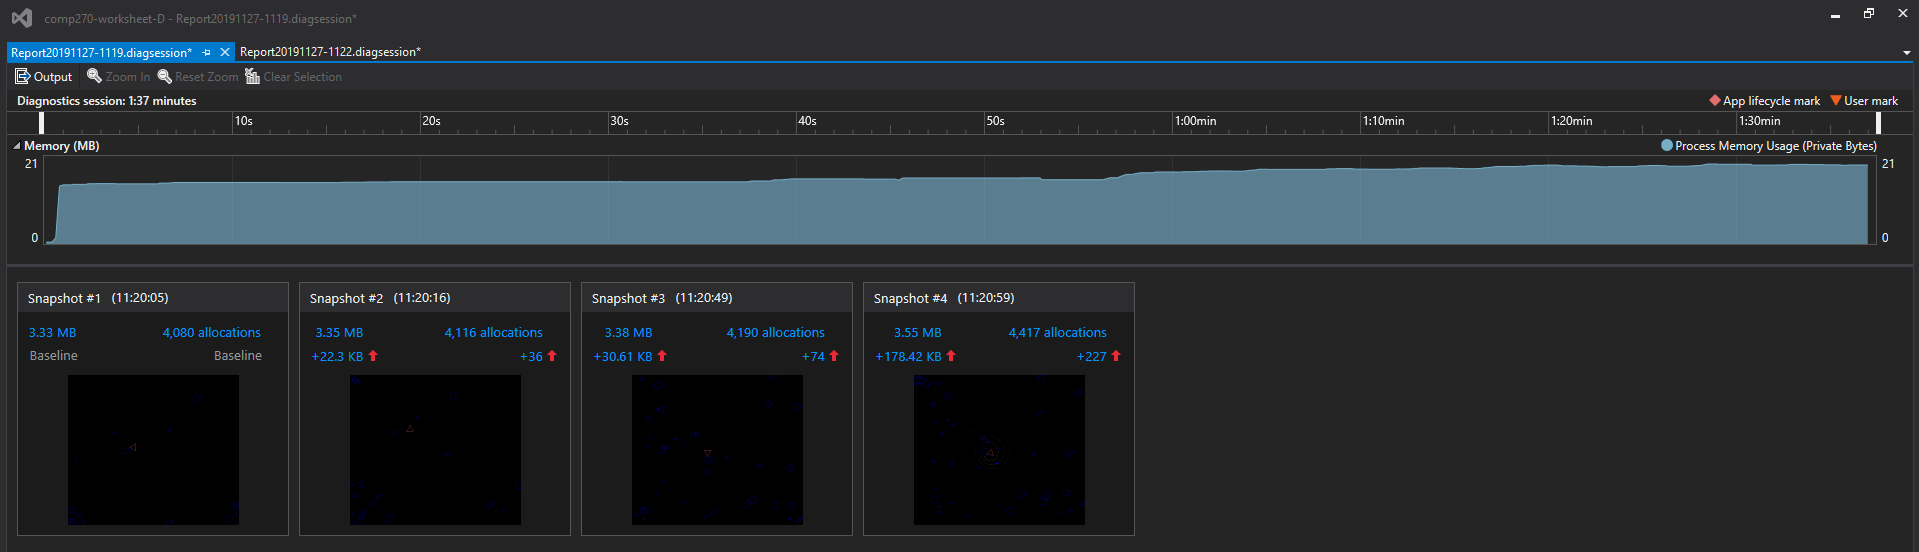 comp270-worksheet-D - Report20191127-1119.diagsession*
Report20191127-1119.diagsession* Report20191127-1122.diagsession*
Output Zoom In Reset Zoom Clear Selection
Diagnostics session: 1:37 minutes App lifecycle mark User mark
10s 20s 30s 40s 50s 1:00min 1:10min 1:20min 1:30min
Memory (MB) Process Memory Usage (Private Bytes)
21 21
0 0
Snapshot #1 (11:20:05) Snapshot #2 (11:20:16) Snapshot #3 (11:20:49) Snapshot #4 (11:20:59)
3.33 MB 4,080 allocations 3.35 MB 4,116 allocations 3.38 MB 4,190 allocations 3.55 MB 4,417 allocations
Baseline Baseline +22.3 KB +36 +30.61 KB +74 +178.42 KB +227